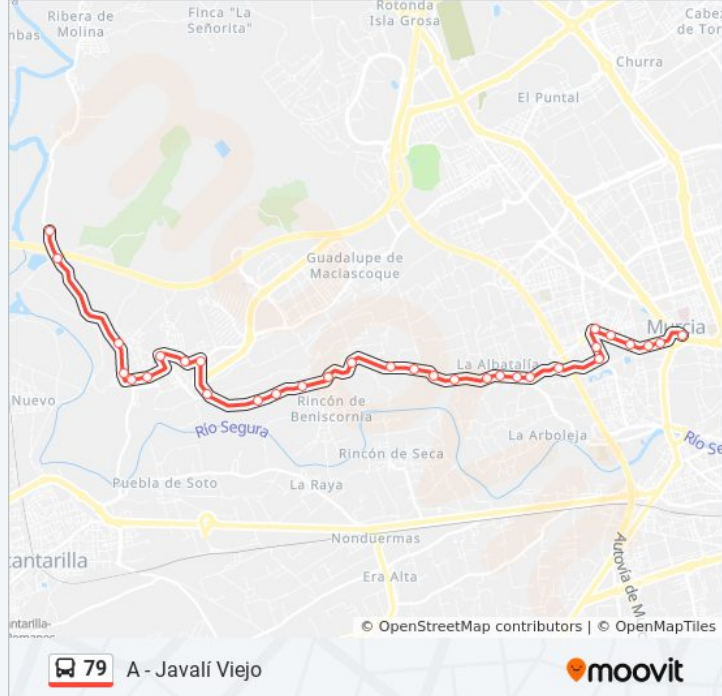 Ribera de
Molina
Finca "La
Señorita"
Rotonda
Isla Grosa
Cabez
de Tor
mbas
Churra
El Puntal
Guadalupe de
Maciascoque
Murcia
La Albatalía
Nuevo
Rincón de
Beniscornia
Río Segura
La Arboleja
Río Se
Rincón de Seca
Puebla de Soto
La Raya
Nonduermas
cantarilla
Era Alta
Autovía de M
ntarilla-
© OpenStreetMap contributors | © OpenMapTiles
79 A - Javalí Viejo
moovit